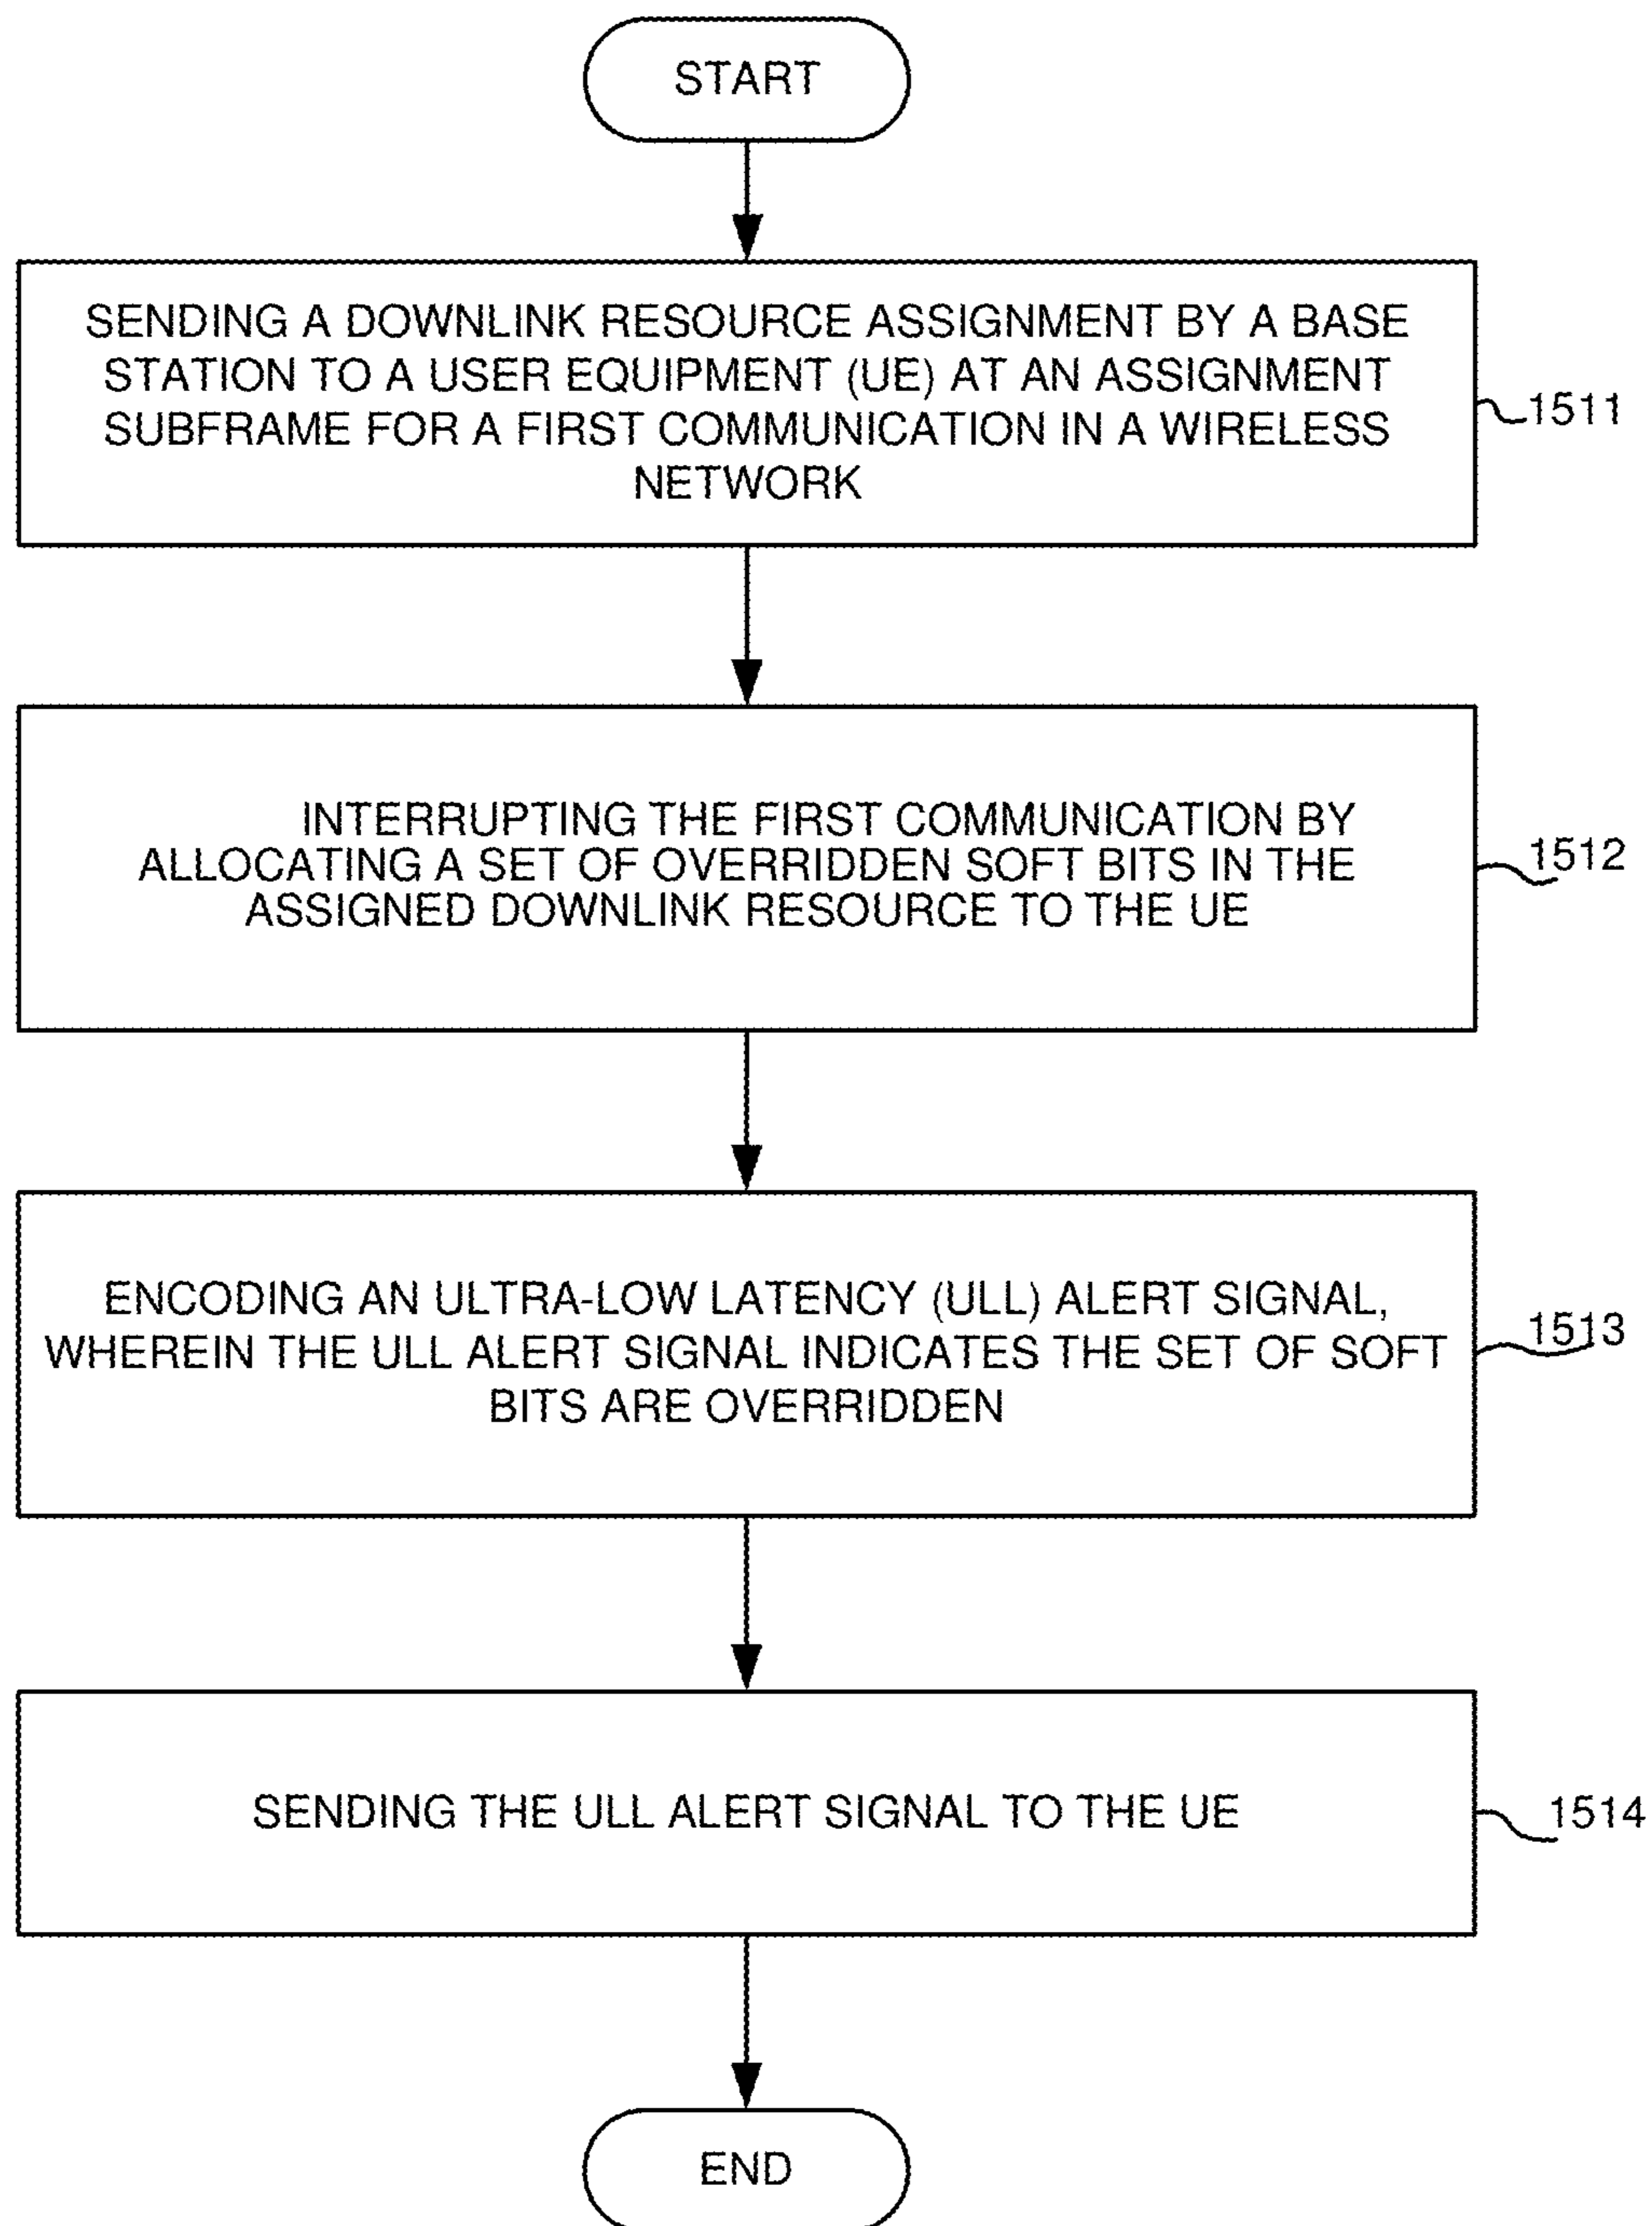 START
SENDING A DOWNLINK RESOURCE ASSIGNMENT BY A BASE
STATION TO A USER EQUIPMENT (UE) AT AN ASSIGNMENT
SUBFRAME FOR A FIRST COMMUNICATION IN A WIRELESS
NETWORK
1511
INTERRUPTING THE FIRST COMMUNICATION BY
ALLOCATING A SET OF OVERRIDDEN SOFT BITS IN THE
ASSIGNED DOWNLINK RESOURCE TO THE UE
1512
ENCODING AN ULTRA-LOW LATENCY (ULL) ALERT SIGNAL,
WHEREIN THE ULL ALERT SIGNAL INDICATES THE SET OF SOFT
BITS ARE OVERRIDDEN
1513
SENDING THE ULL ALERT SIGNAL TO THE UE
1514
END